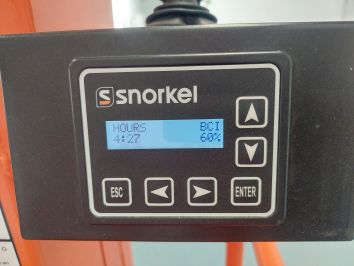 snorkel
HOURS BCI
4:27 60%
ESC ENTER